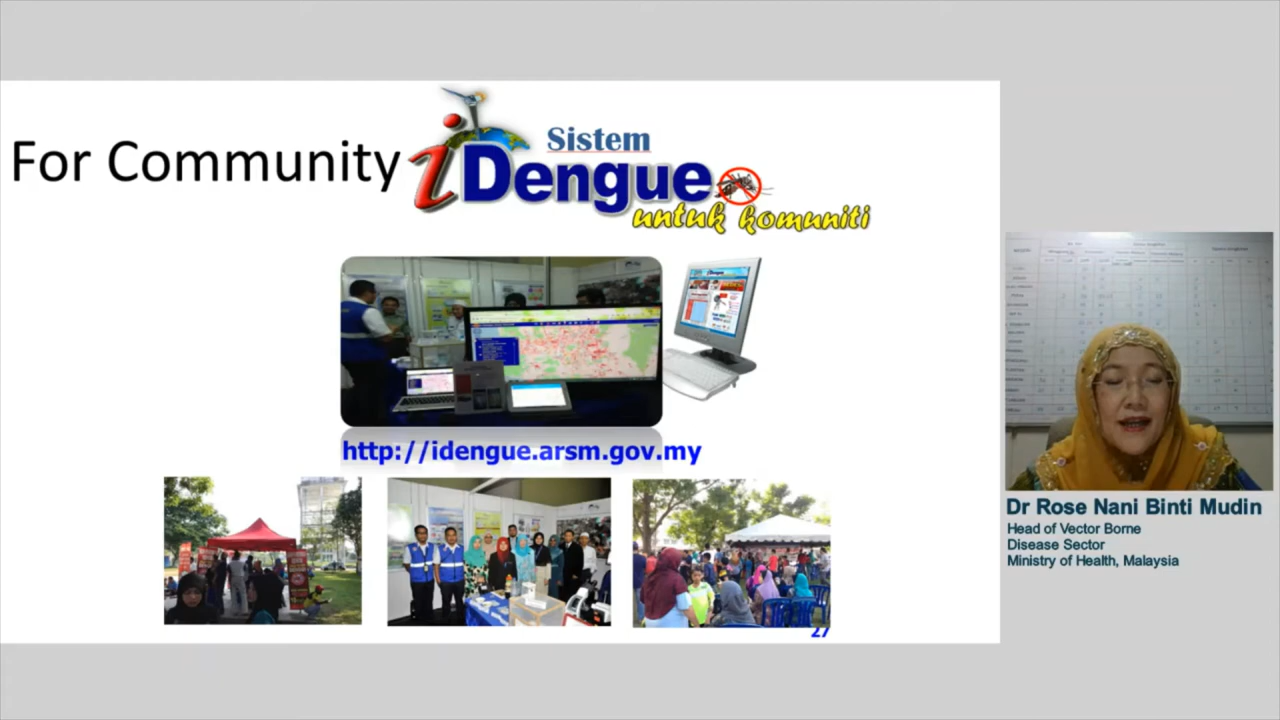 For Community
Sistem
iDengue
untuk komuniti
http://idengue.arsm.gov.my
27
Dr Rose Nani Binti Mudin
Head of Vector Borne
Disease Sector
Ministry of Health, Malaysia